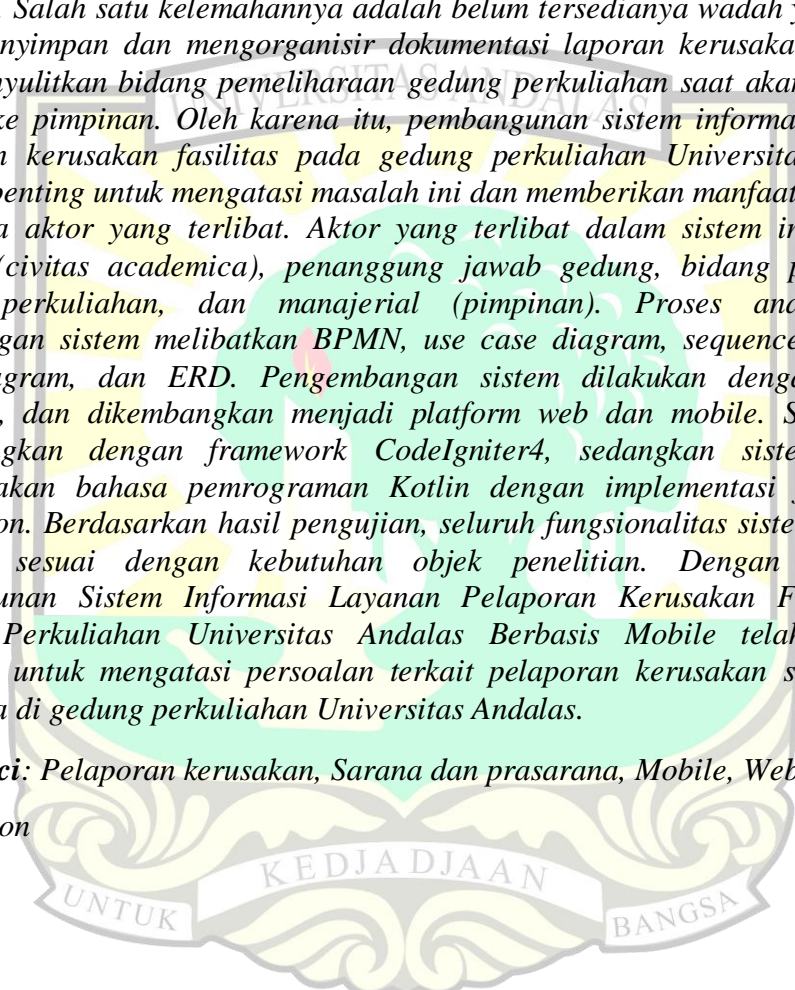 . Salah satu kelemahannya adalah belum tersedianya wadah y
nyimpan dan mengorganisir dokumentasi laporan kerusaka
nyulitkan bidang pemeliharaan gedung perkuliahan saat akan
ke pimpinan. Oleh karena itu, pembangunan sistem informa
n kerusakan fasilitas pada gedung perkuliahan Universita
penting untuk mengatasi masalah ini dan memberikan manfaat
a aktor yang terlibat. Aktor yang terlibat dalam sistem in
(civitas academica), penanggung jawab gedung, bidang p
perkuliahan, dan manajerial (pimpinan). Proses ana
gan sistem melibatkan BPMN, use case diagram, sequence
agram, dan ERD. Pengembangan sistem dilakukan denga
, dan dikembangkan menjadi platform web dan mobile. S
gkan dengan framework CodeIgniter4, sedangkan siste
akan bahasa pemrograman Kotlin dengan implementasi f
on. Berdasarkan hasil pengujian, seluruh fungsionalitas siste
sesuai dengan kebutuhan objek penelitian. Dengan
unan Sistem Informasi Layanan Pelaporan Kerusakan F
Perkuliahan Universitas Andalas Berbasis Mobile telah
untuk mengatasi persoalan terkait pelaporan kerusakan s
a di gedung perkuliahan Universitas Andalas.
ci: Pelaporan kerusakan, Sarana dan prasarana, Mobile, Web
on
UNIVERSITAS ANDALAS
UNTUK KEDJADJAAN BANGSA